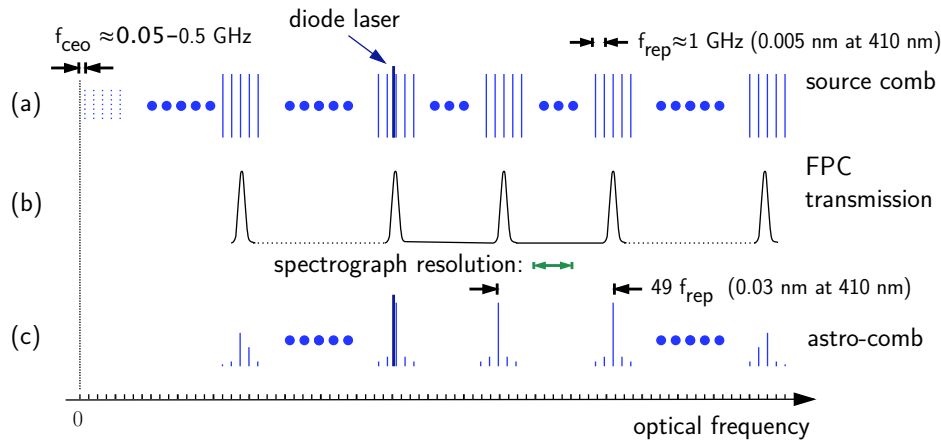 diode laser
f_ceo ≈0.05–0.5 GHz
f_rep≈1 GHz (0.005 nm at 410 nm)
(a)
source comb
FPC
(b)
transmission
spectrograph resolution:
49 f_rep (0.03 nm at 410 nm)
(c)
astro-comb
0
optical frequency